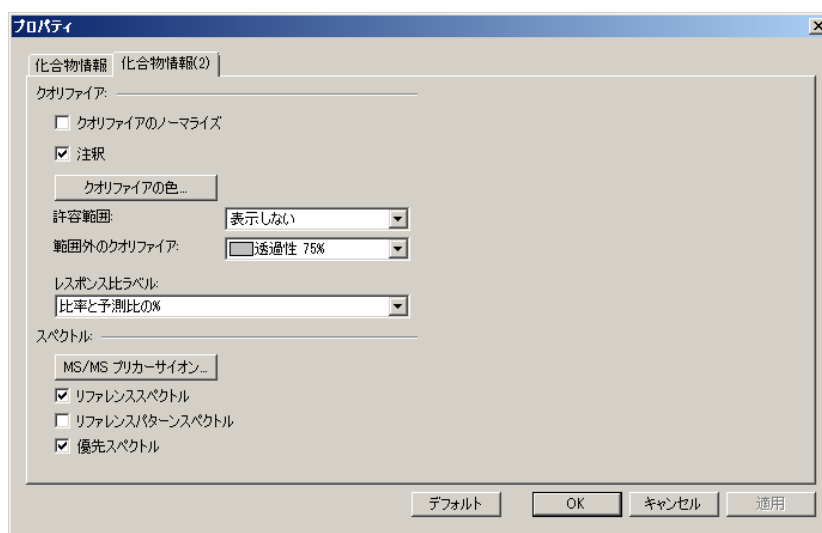 プロパティ
化合物情報 化合物情報(2)
クオリファイア:
クオリファイアのノーマライズ
注釈
クオリファイアの色...
許容範囲: 表示しない
範囲外のクオリファイア: 透過性 75%
レスポンス比ラベル:
比率と予測比の%
スペクトル:
MS/MS プリカーサイオン...
リファレンススペクトル
リファレンスパターンスペクトル
優先スペクトル
デフォルト OK キャンセル 適用